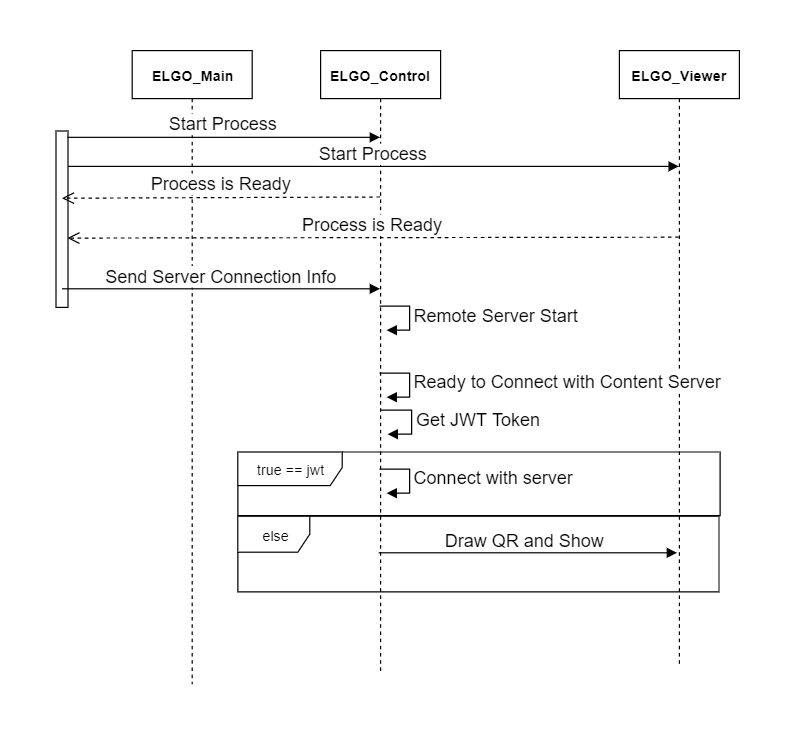 ELGO_Main
ELGO_Control
ELGO_Viewer
Start Process
Start Process
Process is Ready
Process is Ready
Send Server Connection Info
Remote Server Start
Ready to Connect with Content Server
Get JWT Token
true == jwt
Connect with server
else
Draw QR and Show